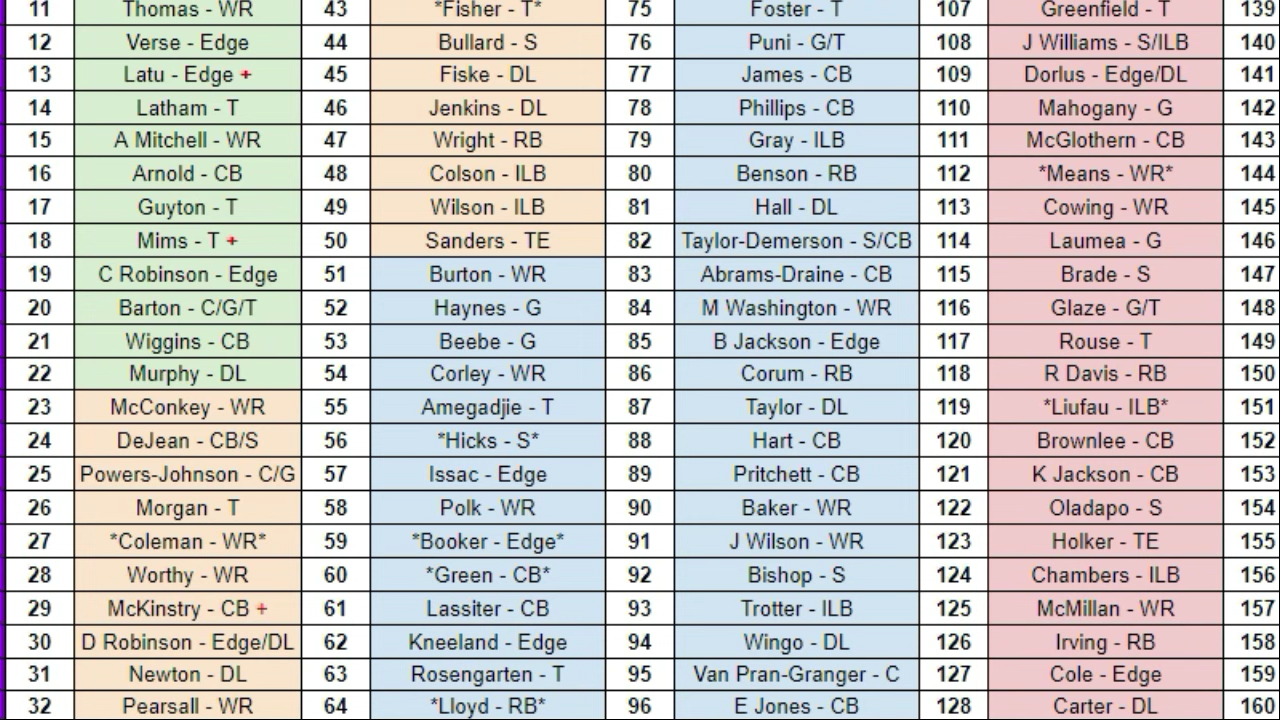 11 Thomas - WR 43 *Fisher - T* 75 Foster - T 107 Greenfield - T 139
12 Verse - Edge 44 Bullard - S 76 Puni - G/T 108 J Williams - S/ILB 140
13 Latu - Edge + 45 Fiske - DL 77 James - CB 109 Dorlus - Edge/DL 141
14 Latham - T 46 Jenkins - DL 78 Phillips - CB 110 Mahogany - G 142
15 A Mitchell - WR 47 Wright - RB 79 Gray - ILB 111 McGlothern - CB 143
16 Arnold - CB 48 Colson - ILB 80 Benson - RB 112 *Means - WR* 144
17 Guyton - T 49 Wilson - ILB 81 Hall - DL 113 Cowing - WR 145
18 Mims - T + 50 Sanders - TE 82 Taylor-Demerson - S/CB 114 Laumea - G 146
19 C Robinson - Edge 51 Burton - WR 83 Abrams-Draine - CB 115 Brade - S 147
20 Barton - C/G/T 52 Haynes - G 84 M Washington - WR 116 Glaze - G/T 148
21 Wiggins - CB 53 Beebe - G 85 B Jackson - Edge 117 Rouse - T 149
22 Murphy - DL 54 Corley - WR 86 Corum - RB 118 R Davis - RB 150
23 McConkey - WR 55 Amegadjie - T 87 Taylor - DL 119 *Liufau - ILB* 151
24 DeJean - CB/S 56 *Hicks - S* 88 Hart - CB 120 Brownlee - CB 152
25 Powers-Johnson - C/G 57 Issac - Edge 89 Pritchett - CB 121 K Jackson - CB 153
26 Morgan - T 58 Polk - WR 90 Baker - WR 122 Oladapo - S 154
27 *Coleman - WR* 59 *Booker - Edge* 91 J Wilson - WR 123 Holker - TE 155
28 Worthy - WR 60 *Green - CB* 92 Bishop - S 124 Chambers - ILB 156
29 McKinstry - CB + 61 Lassiter - CB 93 Trotter - ILB 125 McMillan - WR 157
30 D Robinson - Edge/DL 62 Kneeland - Edge 94 Wingo - DL 126 Irving - RB 158
31 Newton - DL 63 Rosengarten - T 95 Van Pran-Granger - C 127 Cole - Edge 159
32 Pearsall - WR 64 *Lloyd - RB* 96 E Jones - CB 128 Carter - DL 160